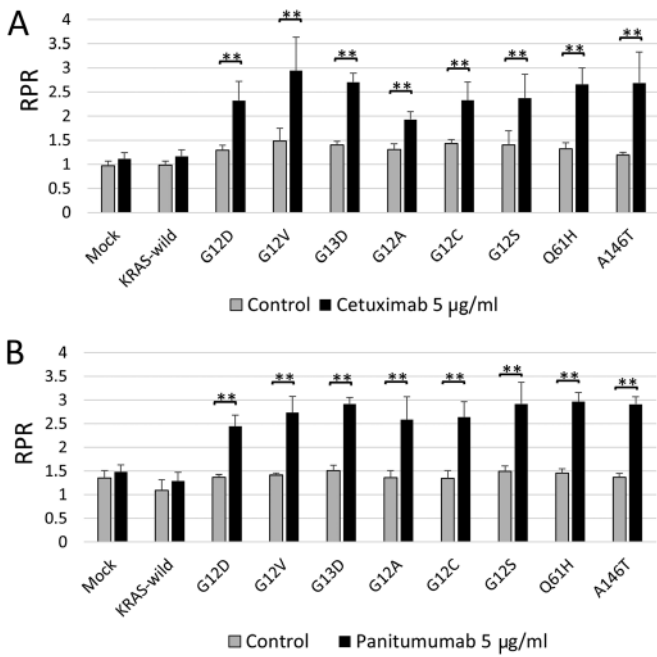 A
RPR
4
3.5
3
2.5
2
1.5
1
0.5
0
** ** ** ** ** ** ** **
Mock KRAS-wild G12D G12V G13D G12A G12C G12S Q61H A146T
Control Cetuximab 5 µg/ml
B
RPR
4
3.5
3
2.5
2
1.5
1
0.5
0
** ** ** ** ** ** ** **
Mock KRAS-wild G12D G12V G13D G12A G12C G12S Q61H A146T
Control Panitumumab 5 µg/ml